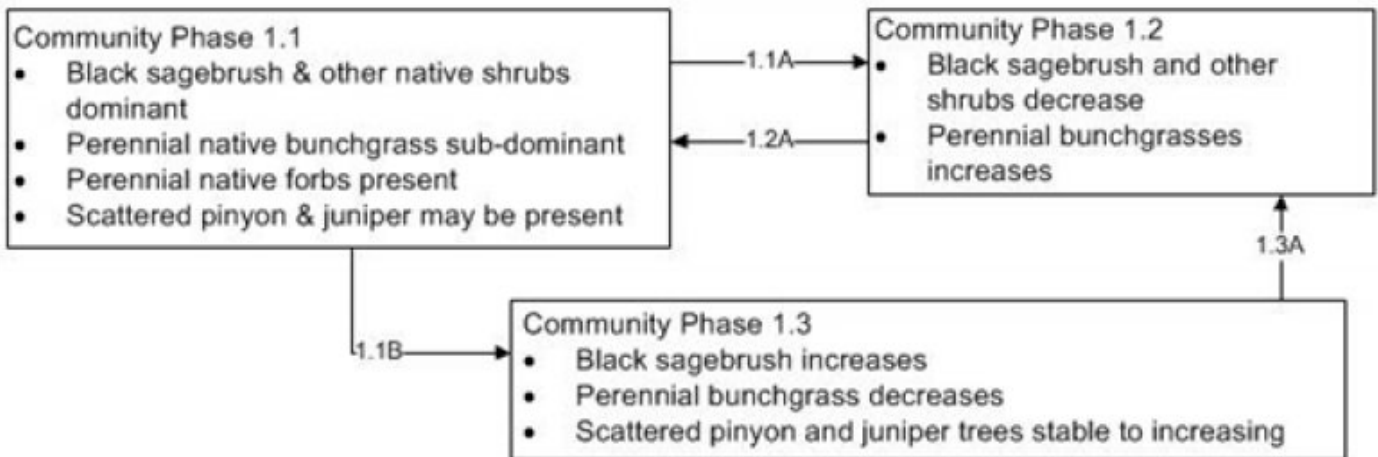 Community Phase 1.1
• Black sagebrush & other native shrubs
dominant
• Perennial native bunchgrass sub-dominant
• Perennial native forbs present
• Scattered pinyon & juniper may be present
1.1A
1.2A
Community Phase 1.2
• Black sagebrush and other
shrubs decrease
• Perennial bunchgrasses
increases
1.3A
1.1B
Community Phase 1.3
• Black sagebrush increases
• Perennial bunchgrass decreases
• Scattered pinyon and juniper trees stable to increasing